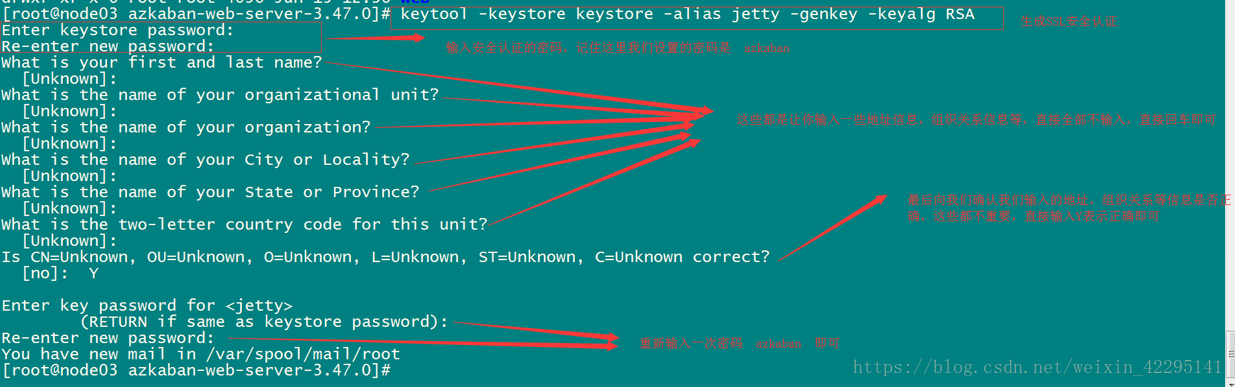 [root@node03 azkaban-web-server-3.47.0]# keytool -keystore keystore -alias jetty -genkey -keyalg RSA
生成SSL安全认证
Enter keystore password:
Re-enter new password:
输入安全认证的密码，记住这里我们设置的密码是 azkaban
What is your first and last name?
[Unknown]:
What is the name of your organizational unit?
[Unknown]:
这些都是让你输入一些地址信息，组织关系信息等，直接全部不输入，直接回车即可
What is the name of your organization?
[Unknown]:
What is the name of your City or Locality?
[Unknown]:
What is the name of your State or Province?
[Unknown]:
最后向我们确认我们输入的地址，组织关系等信息是否正
确，这些都不重要，直接输入Y表示正确即可
What is the two-letter country code for this unit?
[Unknown]:
Is CN=Unknown, OU=Unknown, O=Unknown, L=Unknown, ST=Unknown, C=Unknown correct?
[no]: Y
Enter key password for <jetty>
(RETURN if same as keystore password):
Re-enter new password:
重新输入一次密码 azkaban 即可
You have new mail in /var/spool/mail/root
[root@node03 azkaban-web-server-3.47.0]#
https://blog.csdn.net/weixin_42295141